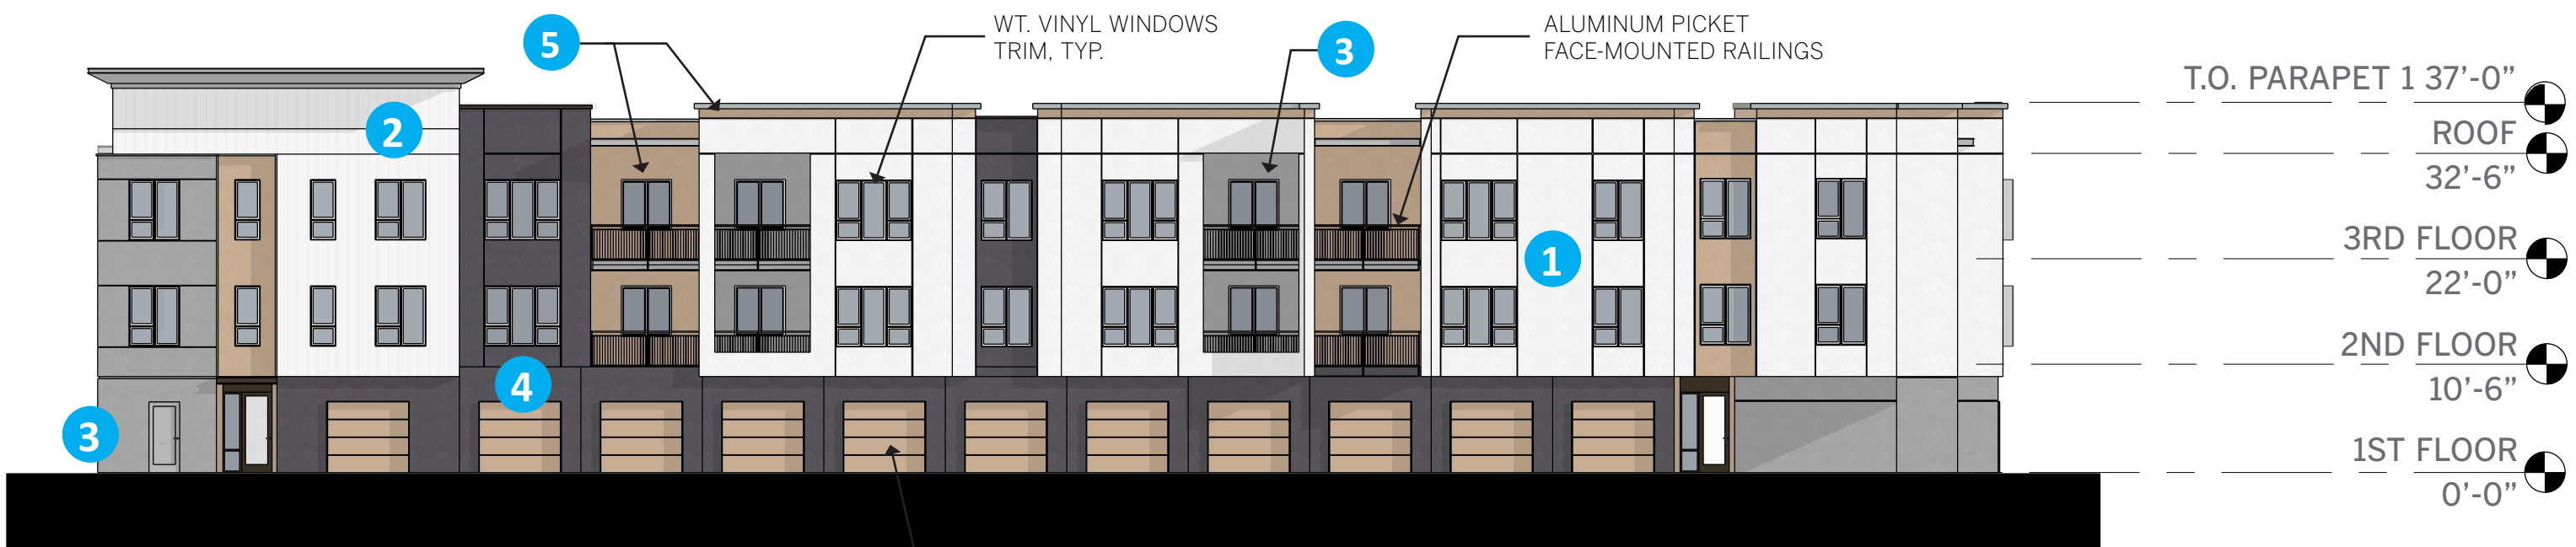 5
WT. VINYL WINDOWS
TRIM, TYP.
3
ALUMINUM PICKET
FACE-MOUNTED RAILINGS
T.O. PARAPET 1 37’-0”
2
ROOF
32’-6”
3RD FLOOR
1
22’-0”
2ND FLOOR
4
10’-6”
3
1ST FLOOR
0’-0”